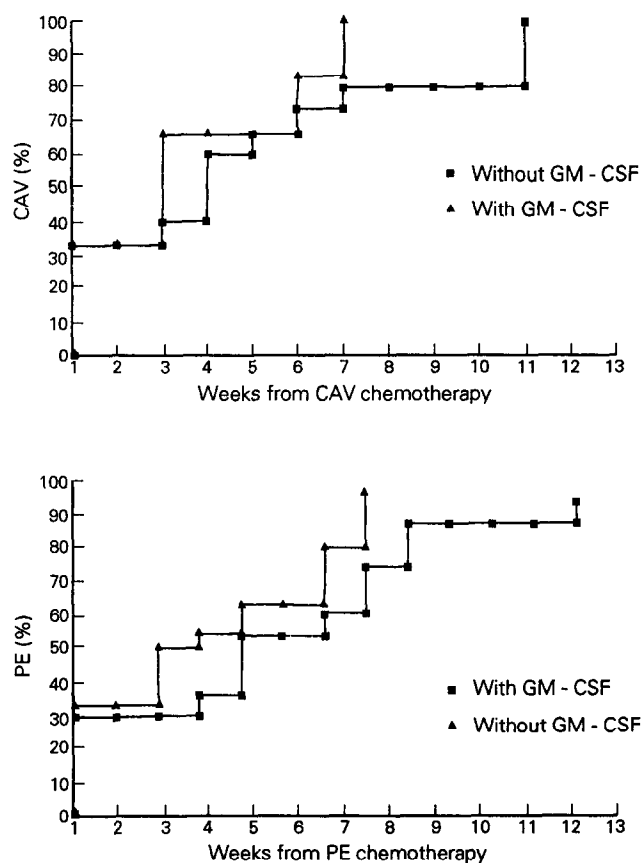 100
90
80
70
60
50
40
30
20
10
0
CAV (%)
■ Without GM - CSF
▲ With GM - CSF
1 2 3 4 5 6 7 8 9 10 11 12 13
Weeks from CAV chemotherapy
100
90
80
70
60
50
40
30
20
10
0
PE (%)
■ With GM - CSF
▲ Without GM - CSF
1 2 3 4 5 6 7 8 9 10 11 12 13
Weeks from PE chemotherapy